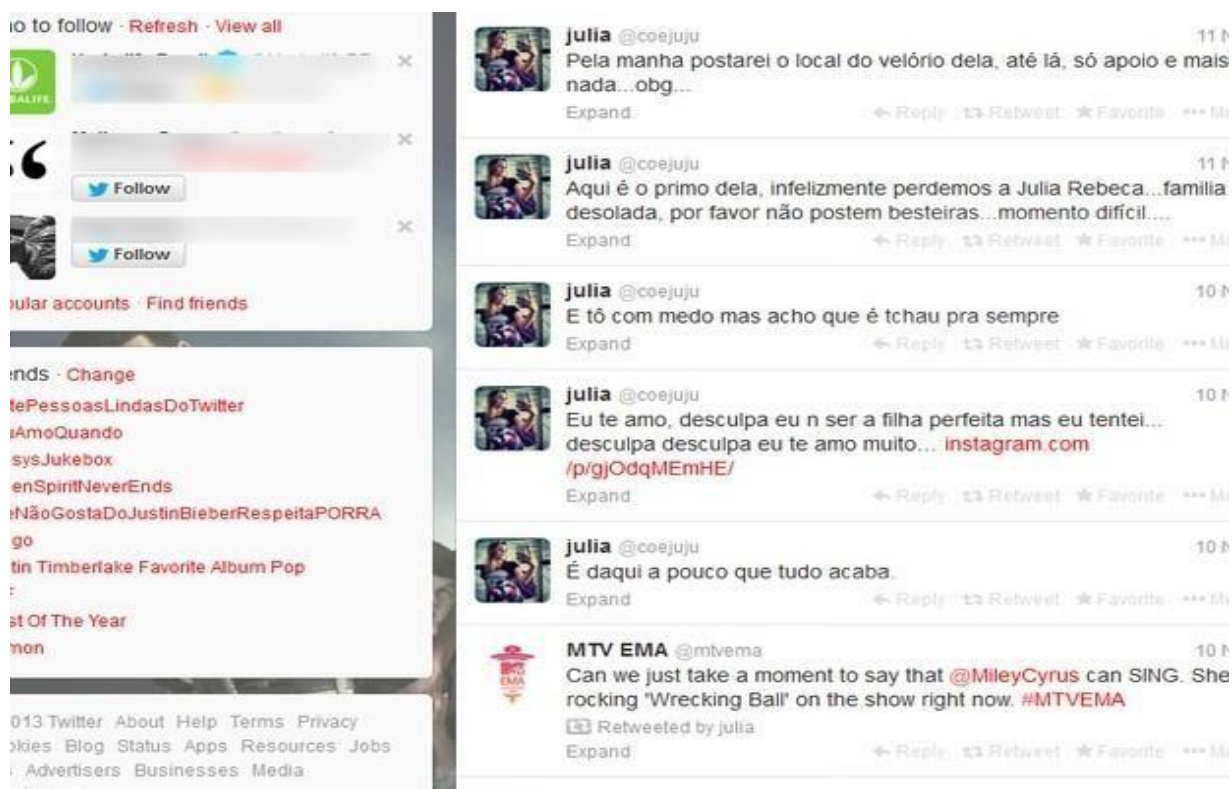 o to follow · Refresh · View all
ALIFE
Follow
Follow
ular accounts · Find friends
nds · Change
tePessoasLindasDoTwitter
AmoQuando
sysJukebox
enSpiritNeverEnds
NãoGostaDoJustinBieberRespeitaPORRA
go
tin Timberlake Favorite Album Pop
st Of The Year
mon
013 Twitter About Help Terms Privacy
kies Blog Status Apps Resources Jobs
Advertisers Businesses Media
julia @coejuju 11 N
Pela manha postarei o local do velório dela, até lá, só apoio e mais
nada...obg...
Expand Reply Retweet Favorite
julia @coejuju 11 N
Aqui é o primo dela, infelizmente perdemos a Julia Rebeca...familia
desolada, por favor não postem besteiras...momento difícil....
Expand Reply Retweet Favorite
julia @coejuju 10 N
E tô com medo mas acho que é tchau pra sempre
Expand Reply Retweet Favorite
julia @coejuju 10 N
Eu te amo, desculpa eu n ser a filha perfeita mas eu tentei...
desculpa desculpa eu te amo muito... instagram.com
/p/gjOdqMEmHE/
Expand Reply Retweet Favorite
julia @coejuju 10 N
É daqui a pouco que tudo acaba.
Expand Reply Retweet Favorite
MTV EMA @mtvema 10 N
Can we just take a moment to say that @MileyCyrus can SING. She
rocking "Wrecking Ball" on the show right now. #MTVEMA
Retweeted by julia
Expand Reply Retweet Favorite